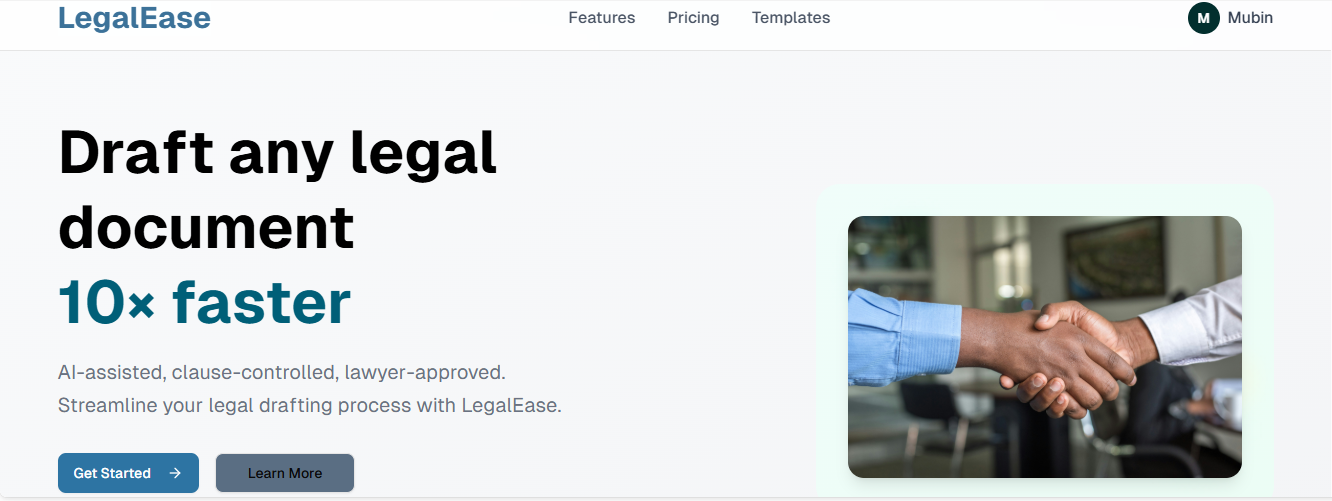 LegalEase
Features
Pricing
Templates
M
Mubin
Draft any legal
document
10× faster
AI-assisted, clause-controlled, lawyer-approved.
Streamline your legal drafting process with LegalEase.
Get Started →
Learn More